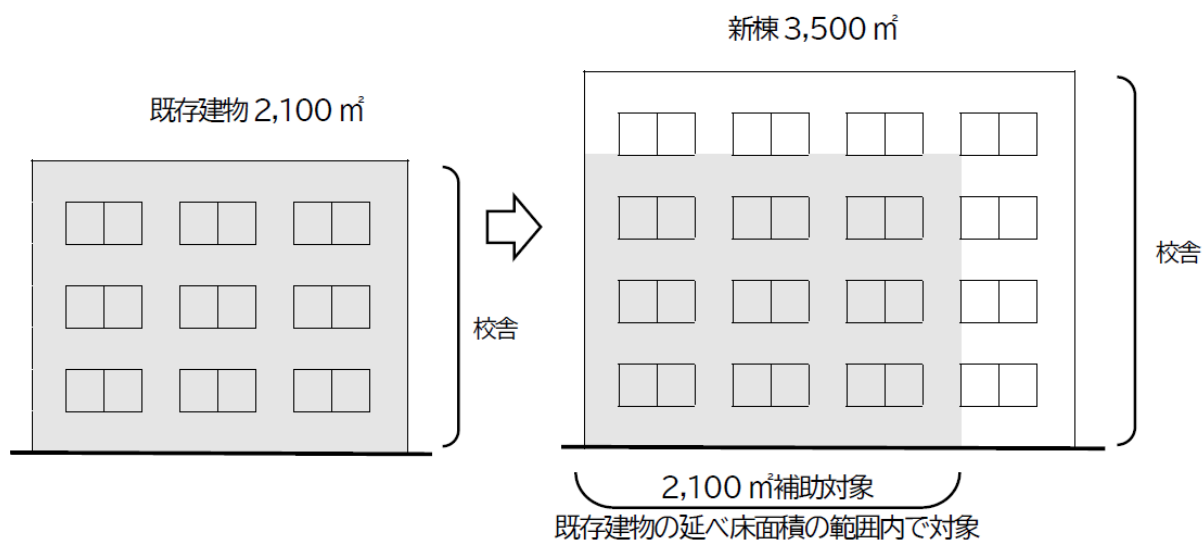 新棟 3,500 ㎡
既存建物 2,100 ㎡
校舎
校舎
2,100 ㎡補助対象
既存建物の延べ床面積の範囲内で対象